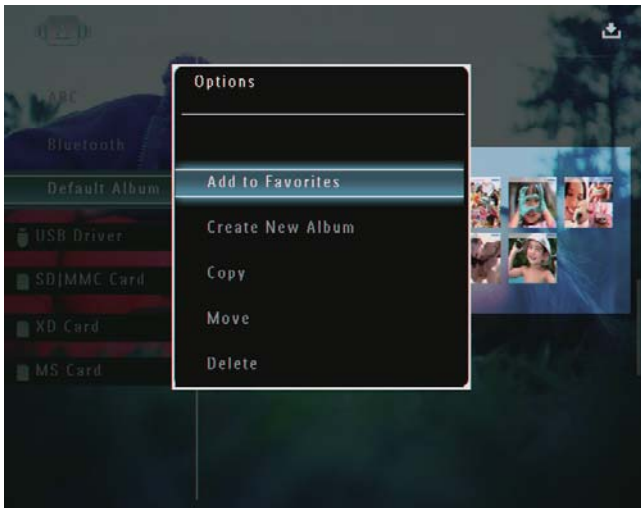 Options
Add to Favorites
Create New Album
Copy
Move
Delete
ABC
Bluetooth
Default Album
USB Driver
SD|MMC Card
XD Card
MS Card